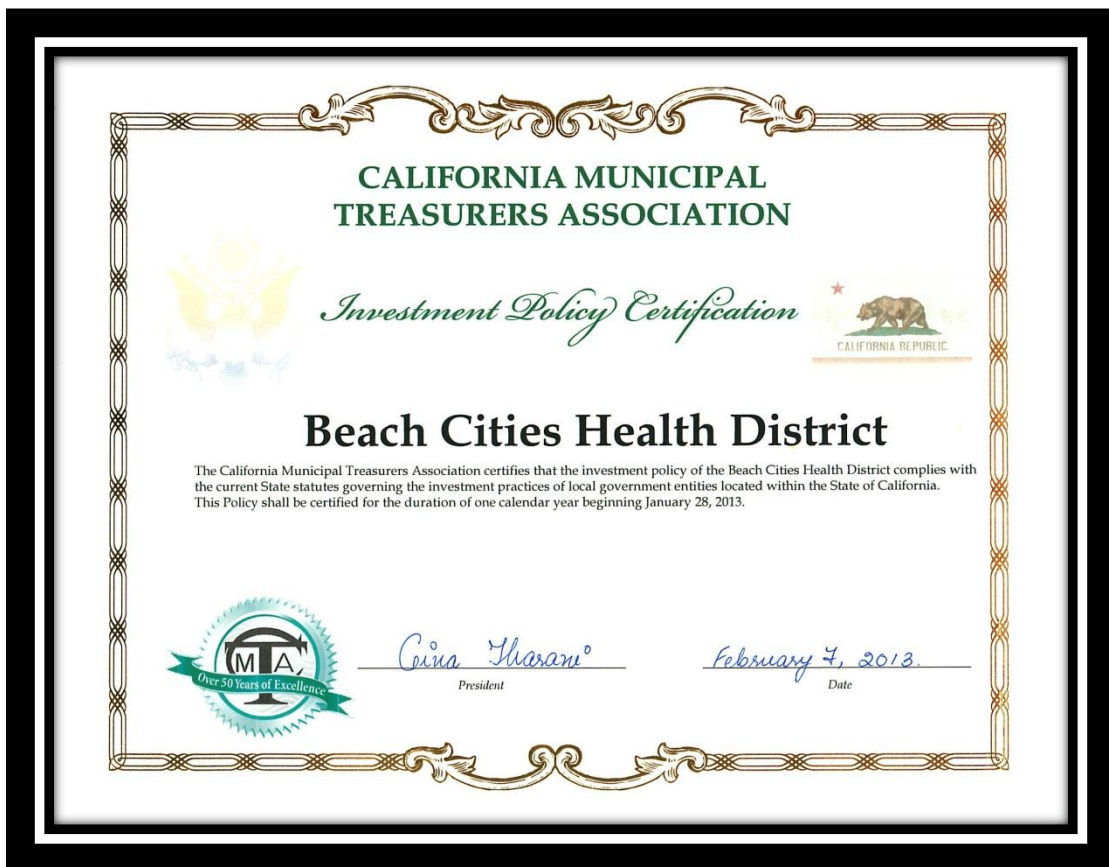 CALIFORNIA MUNICIPAL
TREASURERS ASSOCIATION
Investment Policy Certification
CALIFORNIA REPUBLIC
Beach Cities Health District
The California Municipal Treasurers Association certifies that the investment policy of the Beach Cities Health District complies with
the current State statutes governing the investment practices of local government entities located within the State of California.
This Policy shall be certified for the duration of one calendar year beginning January 28, 2013.
CMTA
Over 50 Years of Excellence
Gina Tharani
President
February 7, 2013.
Date